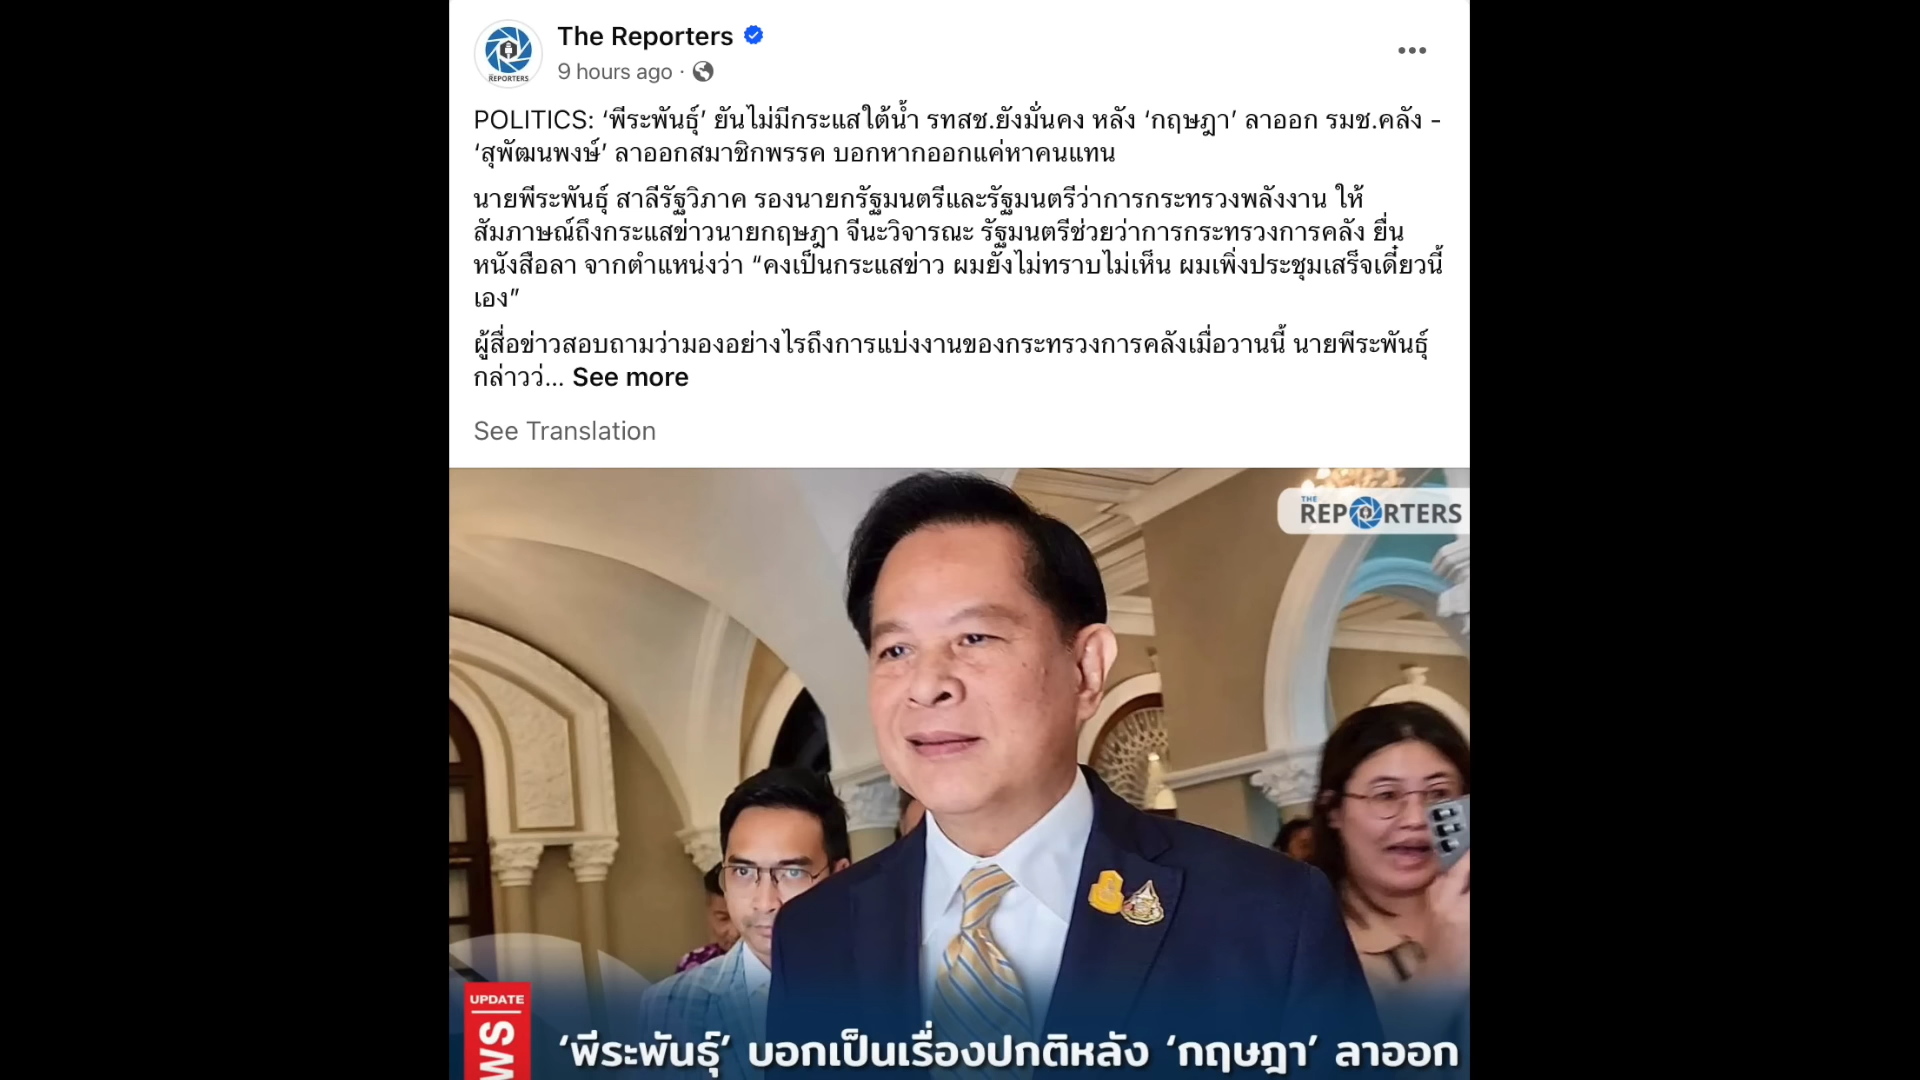 The Reporters
REPORTERS
9 hours ago ·
POLITICS: ‘พีระพันธุ์’ ยันไม่มีกระแสใต้น้ำ รทสช.ยังมั่นคง หลัง ‘กฤษฎา’ ลาออก รมช.คลัง -
‘สุพัฒนพงษ์’ ลาออกสมาชิกพรรค บอกหากออกแค่หาคนแทน
นายพีระพันธุ์ สาลีรัฐวิภาค รองนายกรัฐมนตรีและรัฐมนตรีว่าการกระทรวงพลังงาน ให้
สัมภาษณ์ถึงกระแสข่าวนายกฤษฎา จีนะวิจารณะ รัฐมนตรีช่วยว่าการกระทรวงการคลัง ยื่น
หนังสือลา จากตำแหน่งว่า “คงเป็นกระแสข่าว ผมยังไม่ทราบไม่เห็น ผมเพิ่งประชุมเสร็จเดี๋ยวนี้
เอง”
ผู้สื่อข่าวสอบถามว่ามองอย่างไรถึงการแบ่งงานของกระทรวงการคลังเมื่อวานนี้ นายพีระพันธุ์
กล่าวว่... See more
See Translation
THE
REPORTERS
UPDATE
WS
‘พีระพันธุ์’ บอกเป็นเรื่องปกติหลัง ‘กฤษฎา’ ลาออก